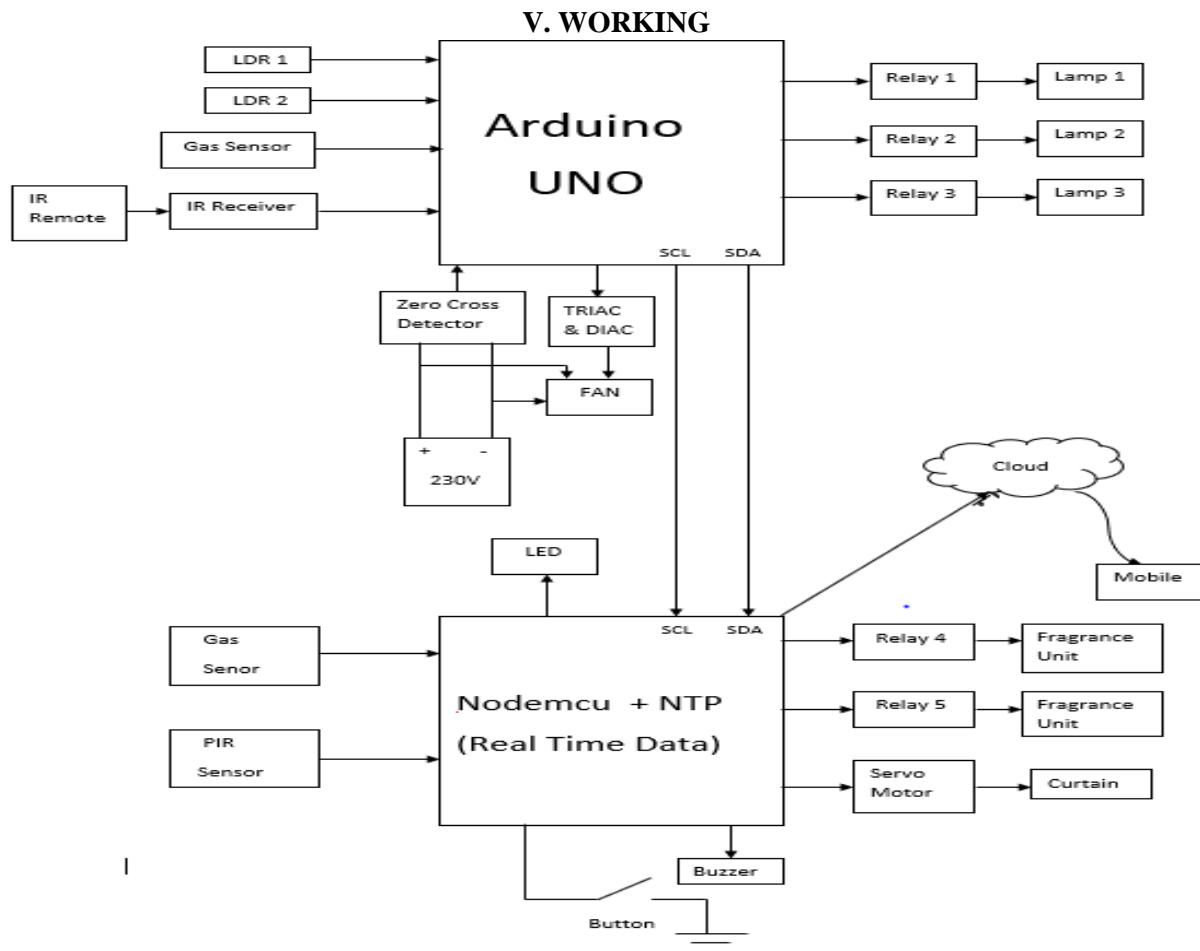 V. WORKING
LDR 1
LDR 2
Gas Sensor
IR
Remote
IR Receiver
Arduino
UNO
SCL SDA
Relay 1
Lamp 1
Relay 2
Lamp 2
Relay 3
Lamp 3
Zero Cross
Detector
TRIAC
& DIAC
FAN
+ -
230V
Cloud
Mobile
LED
Gas
Senor
PIR
Sensor
SCL SDA
Nodemcu + NTP
(Real Time Data)
Relay 4
Fragrance
Unit
Relay 5
Fragrance
Unit
Servo
Motor
Curtain
Buzzer
Button